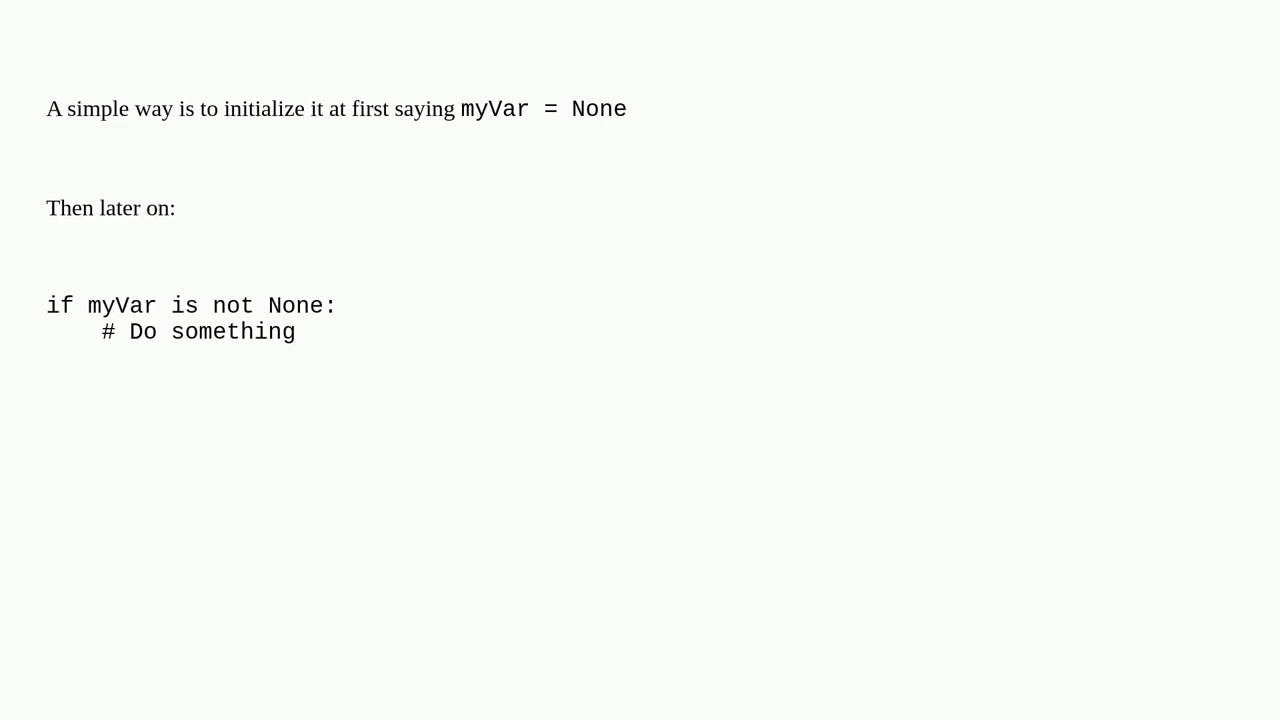 A simple way is to initialize it at first saying myVar = None
Then later on:
if myVar is not None:
    # Do something